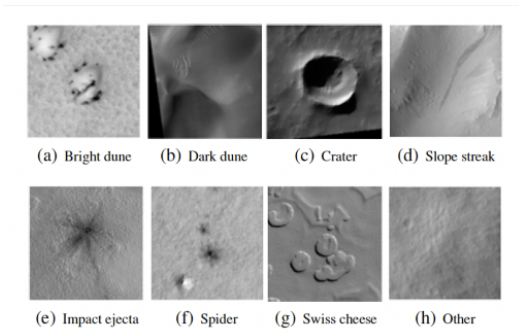 (a) Bright dune (b) Dark dune (c) Crater (d) Slope streak
(e) Impact ejecta (f) Spider (g) Swiss cheese (h) Other